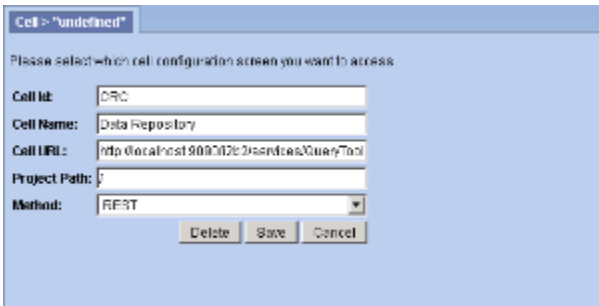 Cell > "undefined"
Please select which cell configuration screen you want to access.
Cell Id:
CRC
Cell Name:
Data Repository
Cell URL:
Project Path:
/
Method:
REST
Delete Save Cancel